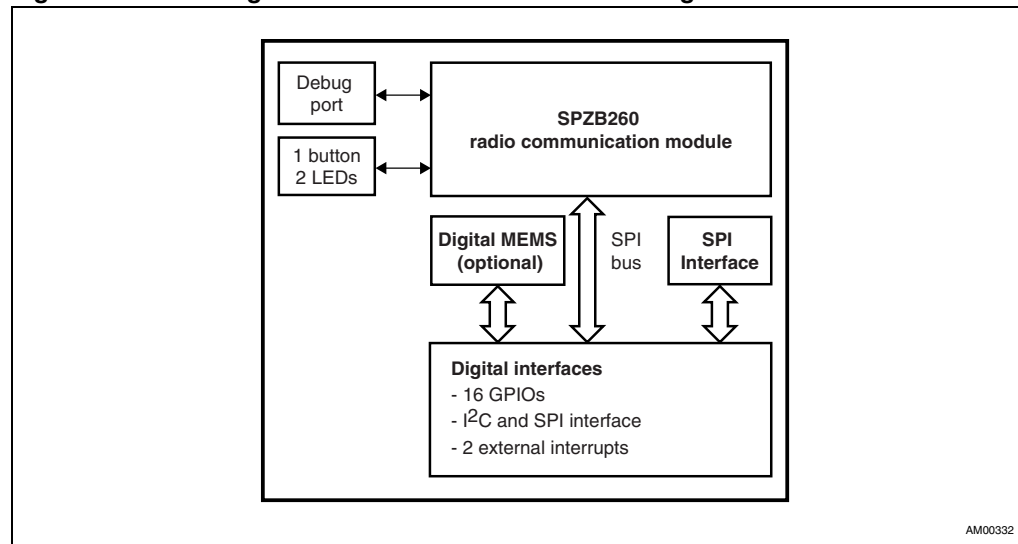 Debug
port
1 button
2 LEDs
SPZB260
radio communication module
Digital MEMS
(optional)
SPI
bus
SPI
Interface
Digital interfaces
- 16 GPIOs
- I²C and SPI interface
- 2 external interrupts
AM00332